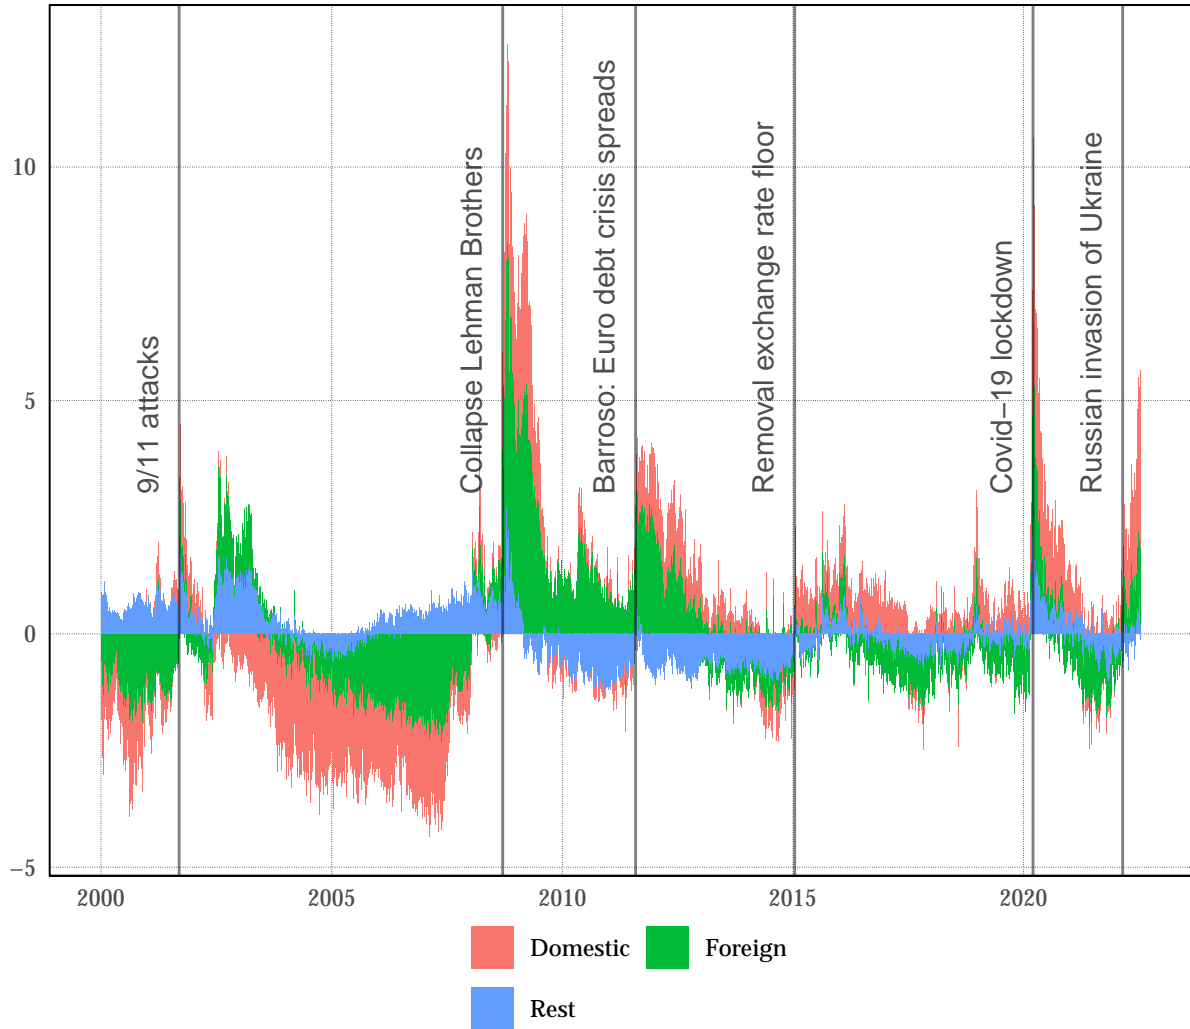 10
5
0
−5
9/11 attacks
Collapse Lehman Brothers
Barroso: Euro debt crisis spreads
Removal exchange rate floor
Covid−19 lockdown
Russian invasion of Ukraine
2000 2005 2010 2015 2020
Domestic Foreign
Rest